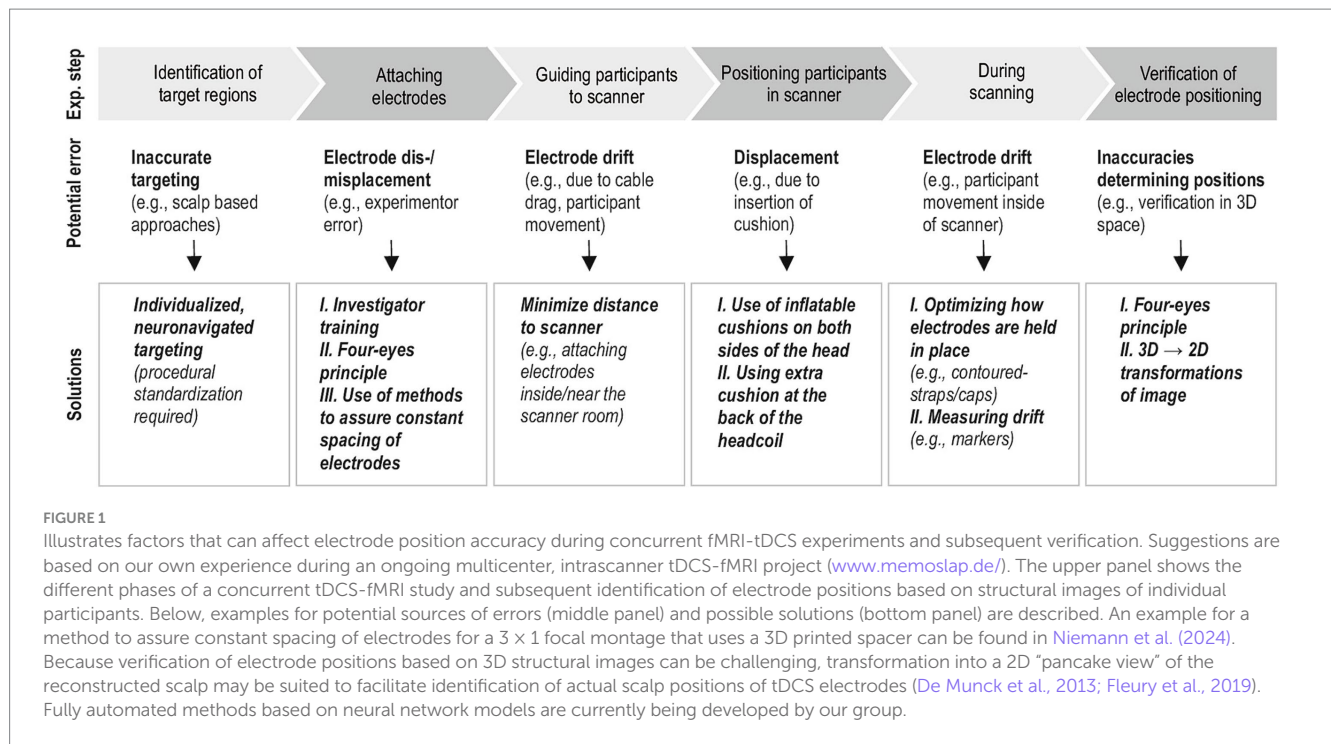 Exp. step
Identification of
target regions
Attaching
electrodes
Guiding participants
to scanner
Positioning participants
in scanner
During
scanning
Verification of
electrode positioning
Potential error
Inaccurate
targeting
(e.g., scalp based
approaches)
Electrode dis-/
misplacement
(e.g., experimentor
error)
Electrode drift
(e.g., due to cable
drag, participant
movement)
Displacement
(e.g., due to
insertion of
cushion)
Electrode drift
(e.g., participant
movement inside
of scanner)
Inaccuracies
determining positions
(e.g., verification in 3D
space)
Solutions
Individualized,
neuronavigated
targeting
(procedural
standardization
required)
I. Investigator
training
II. Four-eyes
principle
III. Use of methods
to assure constant
spacing of
electrodes
Minimize distance
to scanner
(e.g., attaching
electrodes
inside/near the
scanner room)
I. Use of inflatable
cushions on both
sides of the head
II. Using extra
cushion at the
back of the
headcoil
I. Optimizing how
electrodes are held
in place
(e.g., contoured-
straps/caps)
II. Measuring drift
(e.g., markers)
I. Four-eyes
principle
II. 3D → 2D
transformations
of image
FIGURE 1
Illustrates factors that can affect electrode position accuracy during concurrent fMRI-tDCS experiments and subsequent verification. Suggestions are
based on our own experience during an ongoing multicenter, intrascanner tDCS-fMRI project (www.memoslap.de/). The upper panel shows the
different phases of a concurrent tDCS-fMRI study and subsequent identification of electrode positions based on structural images of individual
participants. Below, examples for potential sources of errors (middle panel) and possible solutions (bottom panel) are described. An example for a
method to assure constant spacing of electrodes for a 3 × 1 focal montage that uses a 3D printed spacer can be found in Niemann et al. (2024).
Because verification of electrode positions based on 3D structural images can be challenging, transformation into a 2D “pancake view” of the
reconstructed scalp may be suited to facilitate identification of actual scalp positions of tDCS electrodes (De Munck et al., 2013; Fleury et al., 2019).
Fully automated methods based on neural network models are currently being developed by our group.